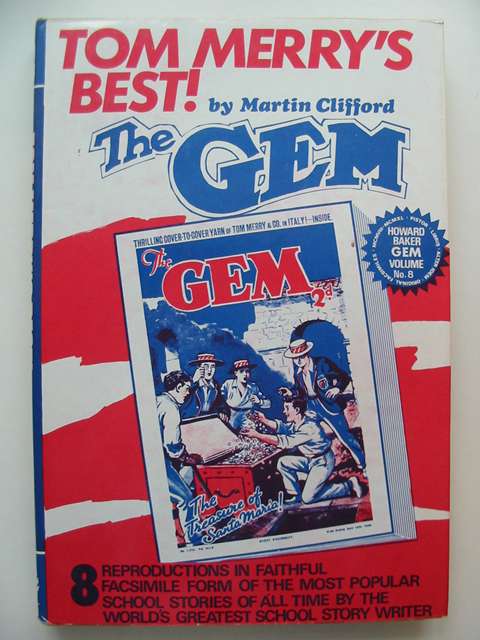 TOM MERRY'S
BEST!
by Martin Clifford
The GEM
HOWARD
BAKER
GEM
VOLUME
No. 8
THRILLING COVER-TO-COVER YARN OF TOM MERRY & CO. IN ITALY!—INSIDE.
The GEM 2d
The
Treasure of
Santa Maria!
8 REPRODUCTIONS IN FAITHFUL
FACSIMILE FORM OF THE MOST POPULAR
SCHOOL STORIES OF ALL TIME BY THE
WORLD'S GREATEST SCHOOL STORY WRITER